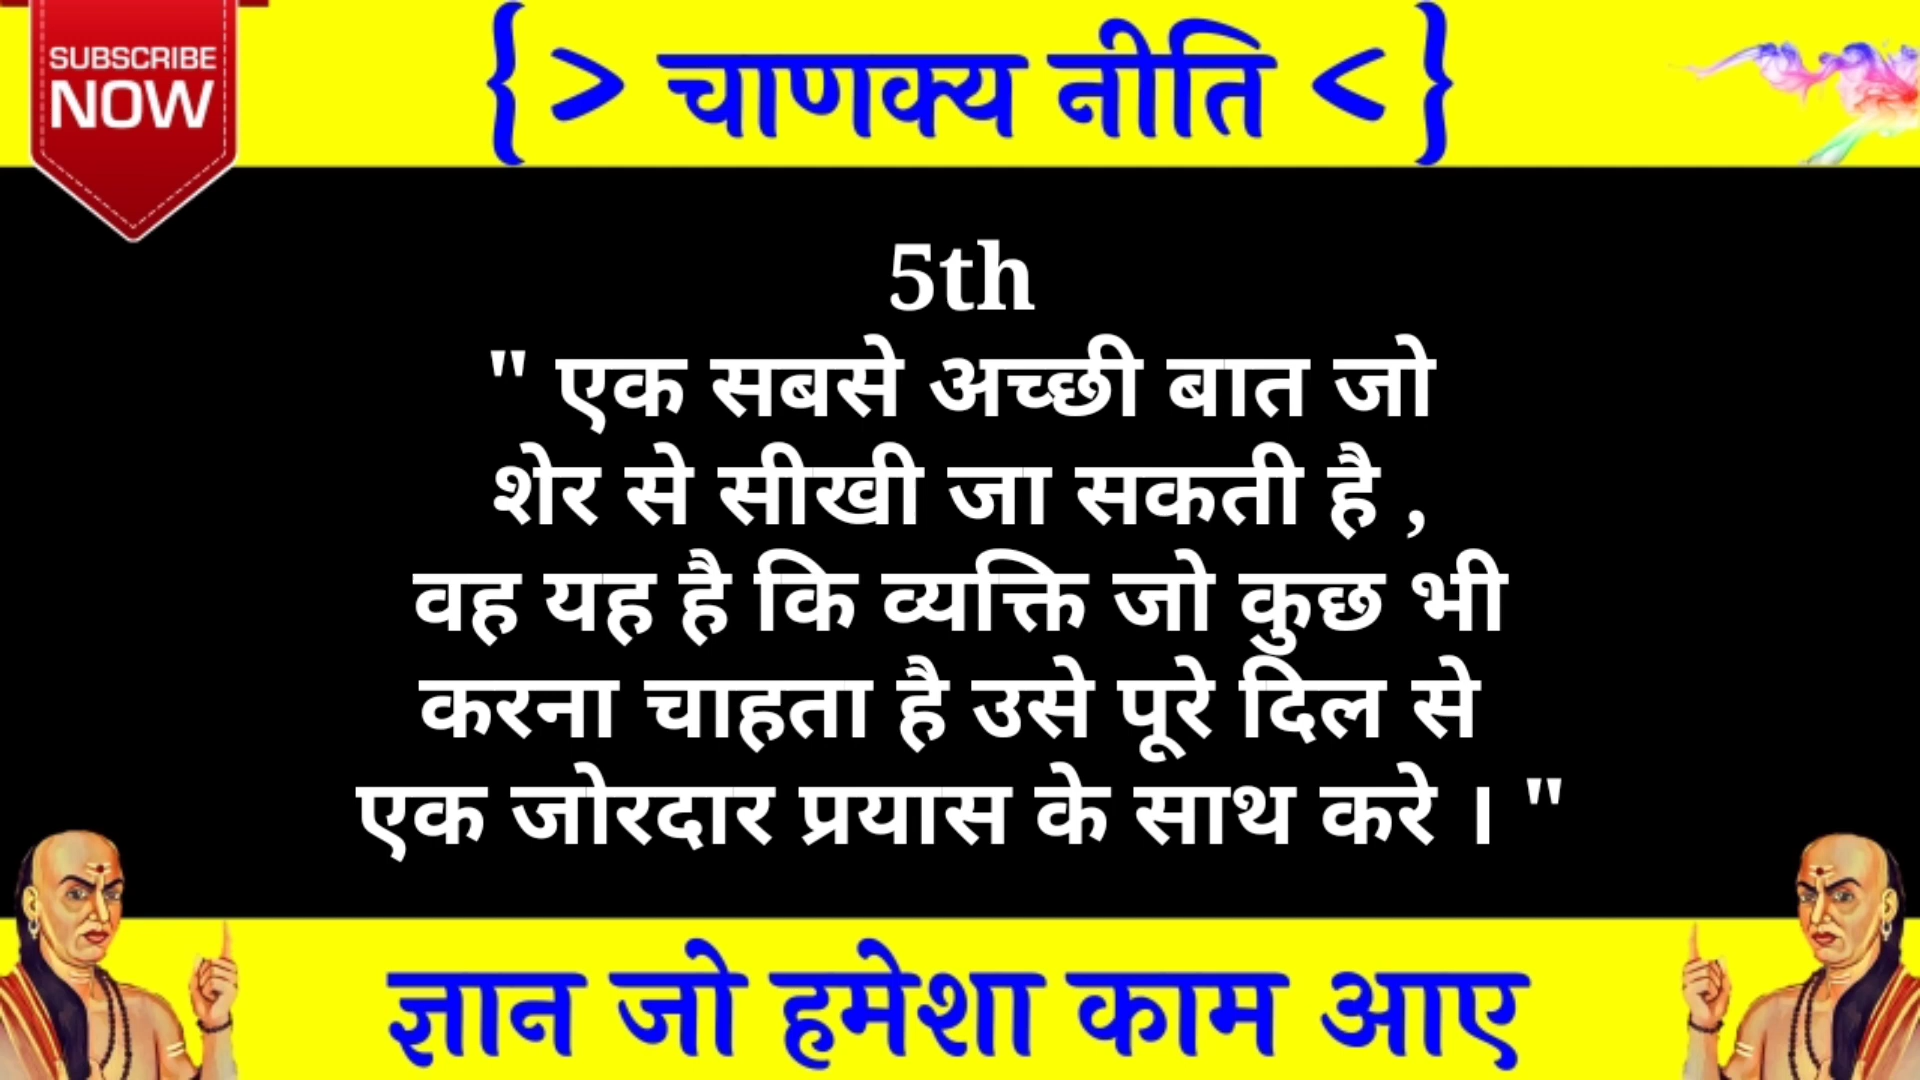 SUBSCRIBE
NOW
{ > चाणक्य नीति < }
5th
" एक सबसे अच्छी बात जो
शेर से सीखी जा सकती है ,
वह यह है कि व्यक्ति जो कुछ भी
करना चाहता है उसे पूरे दिल से
एक जोरदार प्रयास के साथ करे । "
ज्ञान जो हमेशा काम आए